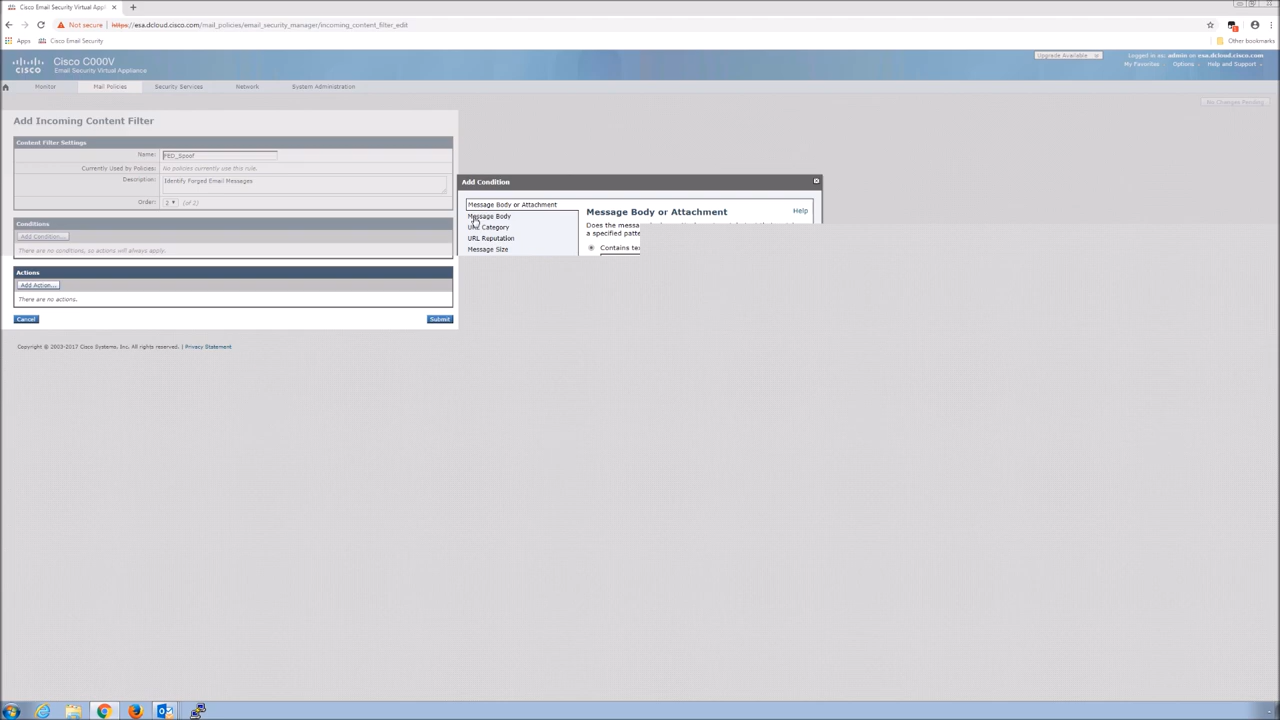 Cisco Email Security Virtual Appl
Not secure | https://esa.dcloud.cisco.com/mail_policies/email_security_manager/incoming_content_filter_edit
Apps Cisco Email Security Other bookmarks
CISCO
Cisco C000V
Email Security Virtual Appliance
Upgrade Available
Logged in as: admin on esa.dcloud.cisco.com
My Favorites Options Help and Support
Monitor Mail Policies Security Services Network System Administration
No Changes Pending
Add Incoming Content Filter
Content Filter Settings
Name: FED_Spoof
Currently Used by Policies: No policies currently use this rule.
Description: Identify Forged Email Messages
Order: 2 (of 2)
Conditions
Add Condition...
There are no conditions, so actions will always apply.
Actions
Add Action...
There are no actions.
Cancel Submit
Copyright © 2003-2017 Cisco Systems, Inc. All rights reserved. | Privacy Statement
Add Condition
Message Body or Attachment
Message Body
URL Category
URL Reputation
Message Size
Message Body or Attachment
Help
Does the messa
a specified patte
Contains tex